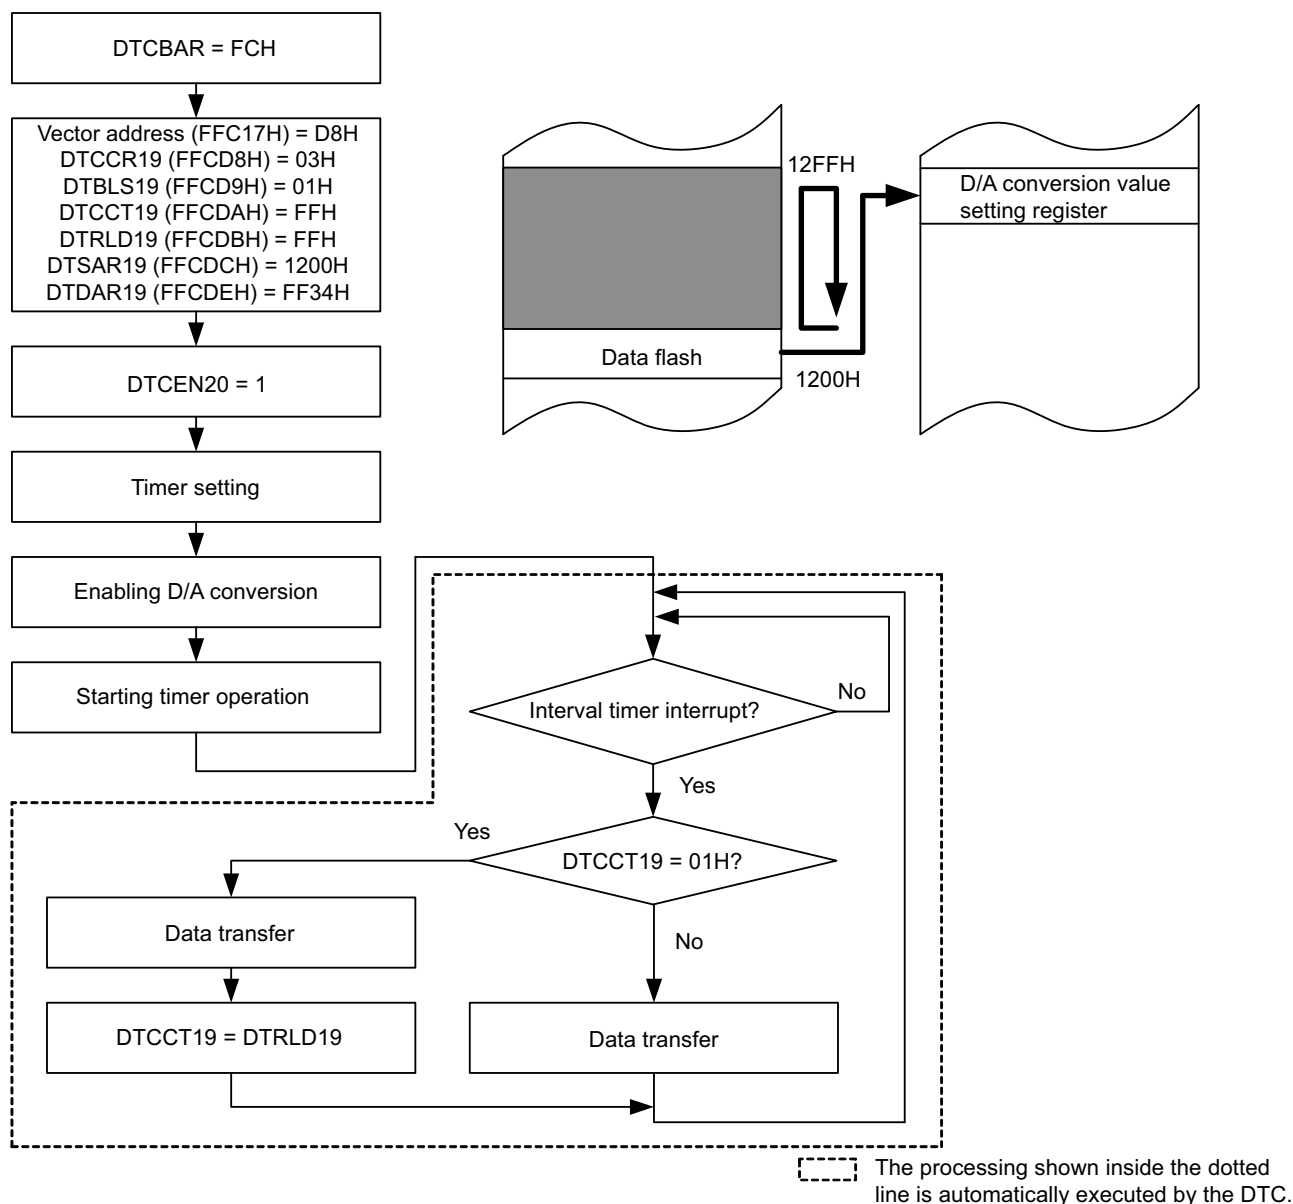 DTCBAR = FCH
Vector address (FFC17H) = D8H
DTCCR19 (FFCD8H) = 03H
DTBLS19 (FFCD9H) = 01H
DTCCT19 (FFCDAH) = FFH
DTRLD19 (FFCDBH) = FFH
DTSAR19 (FFCDCH) = 1200H
DTDAR19 (FFCDEH) = FF34H
DTCEN20 = 1
Timer setting
Enabling D/A conversion
Starting timer operation
12FFH
D/A conversion value
setting register
Data flash
1200H
Interval timer interrupt?
No
Yes
DTCCT19 = 01H?
Yes
No
Data transfer
DTCCT19 = DTRLD19
Data transfer
The processing shown inside the dotted
line is automatically executed by the DTC.